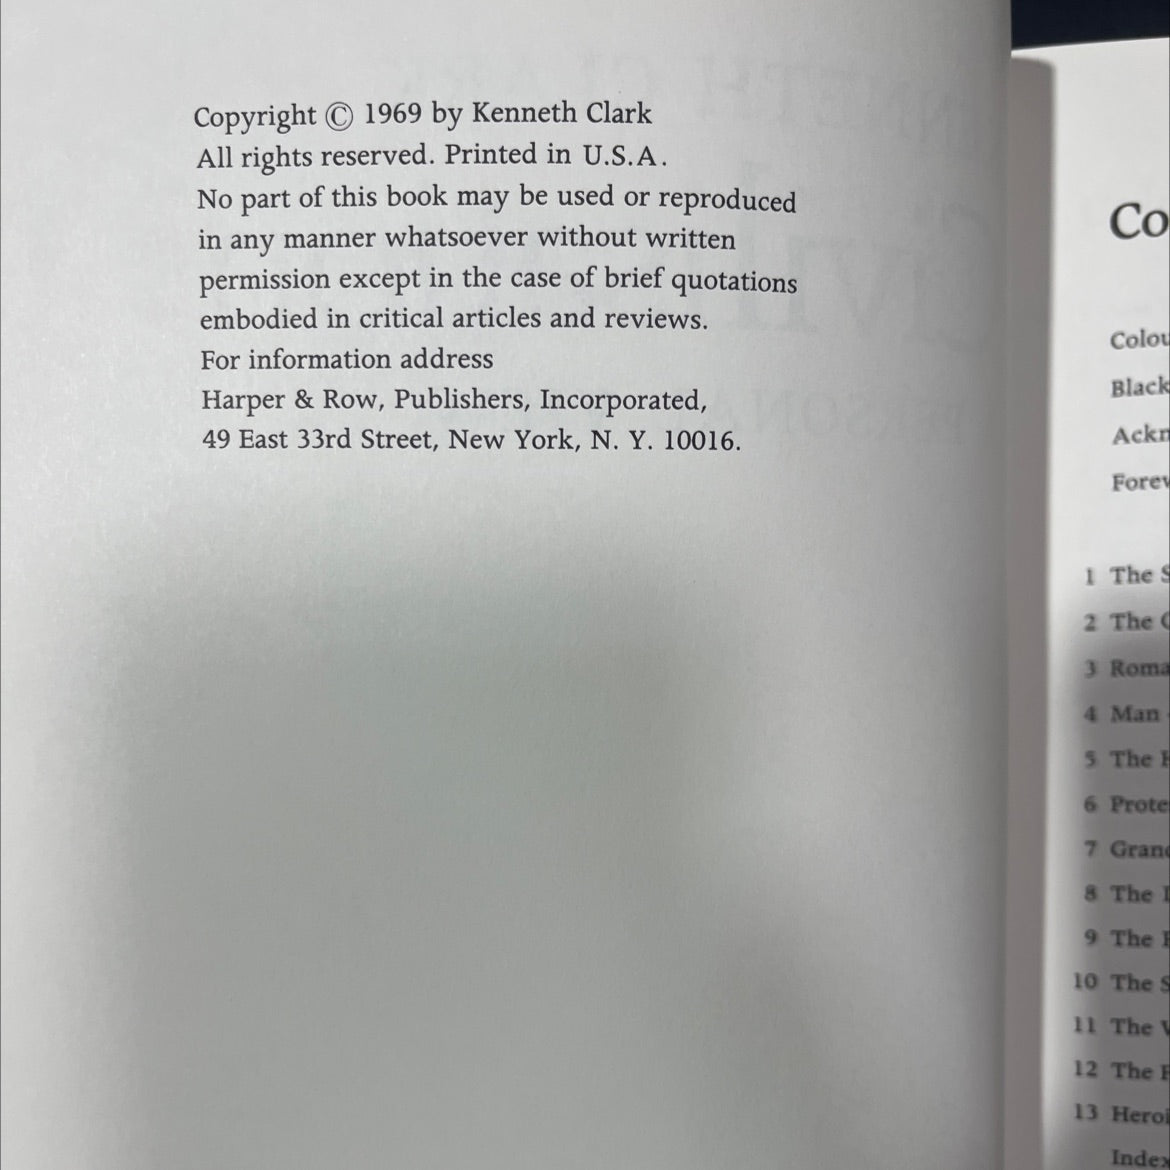 Copyright © 1969 by Kenneth Clark
All rights reserved. Printed in U.S.A.
No part of this book may be used or reproduced
in any manner whatsoever without written
permission except in the case of brief quotations
embodied in critical articles and reviews.
For information address
Harper & Row, Publishers, Incorporated,
49 East 33rd Street, New York, N. Y. 10016.
Co
Colou
Black
Ackn
Forew
1 The S
2 The
3 Roma
4 Man
5 The H
6 Prote
7 Grand
8 The
9 The
10 The S
11 The
12 The
13 Heroi
Index